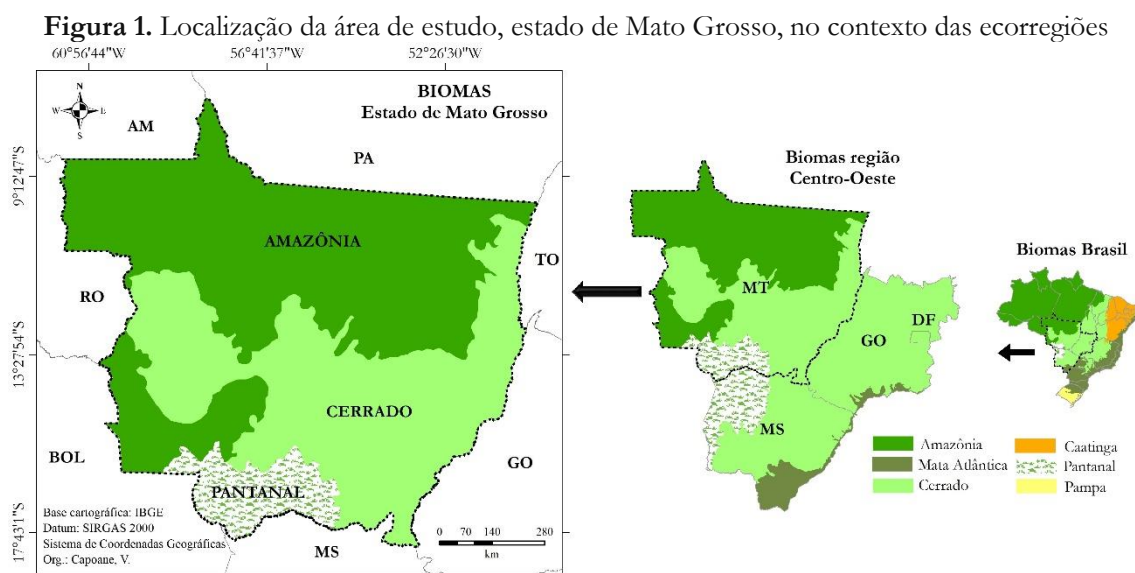 Figura 1. Localização da área de estudo, estado de Mato Grosso, no contexto das ecorregiões
60°56'44"W
56°41'37"W
52°26'30"W
9°12'47"S
13°27'54"S
17°43'1"S
N
W
E
S
BIOMAS
Estado de Mato Grosso
AM
PA
AMAZÔNIA
TO
RO
CERRADO
BOL
GO
PANTANAL
MS
Base cartográfica: IBGE
Datum: SIRGAS 2000
Sistema de Coordenadas Geográficas
Org.: Capoane, V.
0 70 140 280
km
Biomas região
Centro-Oeste
MT
GO
DF
MS
Biomas Brasil
Amazônia
Mata Atlântica
Cerrado
Caatinga
Pantanal
Pampa